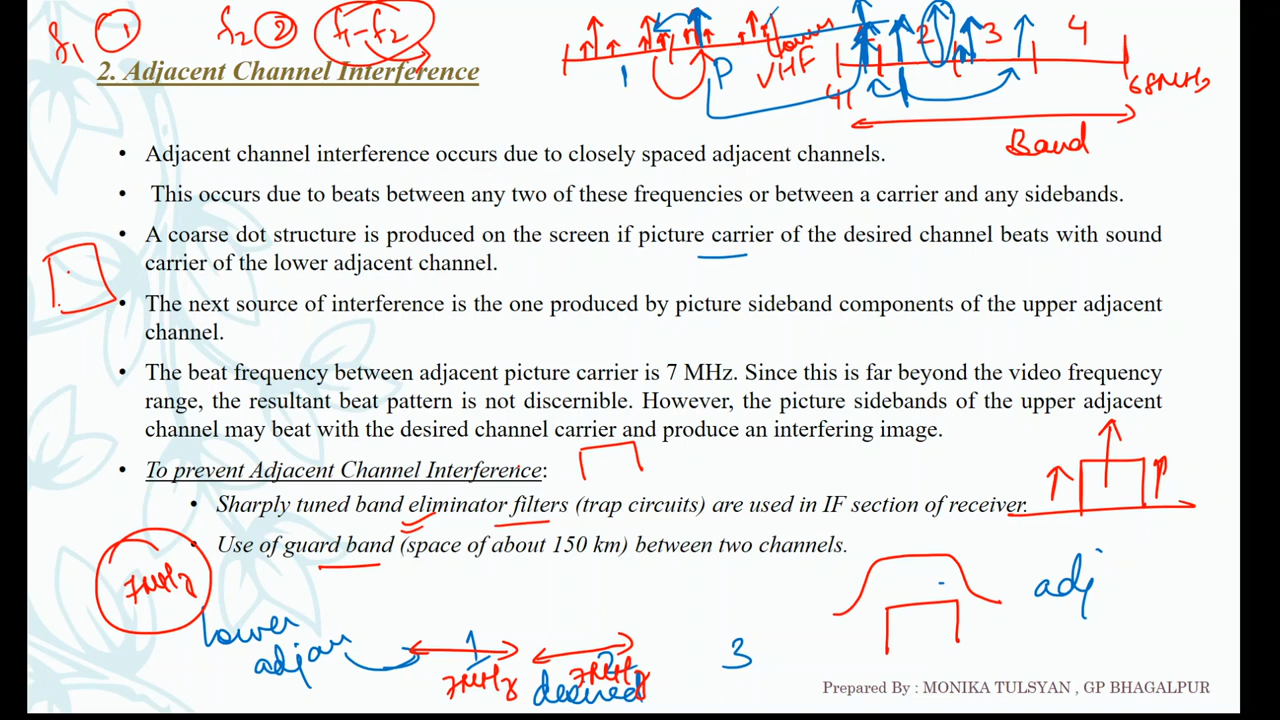 f1 1 f2 2 f1-f2
1 P lower VHF 1 2 3 4
41 68MHz
Band
2. Adjacent Channel Interference
• Adjacent channel interference occurs due to closely spaced adjacent channels.
• This occurs due to beats between any two of these frequencies or between a carrier and any sidebands.
• A coarse dot structure is produced on the screen if picture carrier of the desired channel beats with sound
carrier of the lower adjacent channel.
• The next source of interference is the one produced by picture sideband components of the upper adjacent
channel.
• The beat frequency between adjacent picture carrier is 7 MHz. Since this is far beyond the video frequency
range, the resultant beat pattern is not discernible. However, the picture sidebands of the upper adjacent
channel may beat with the desired channel carrier and produce an interfering image.
• To prevent Adjacent Channel Interference:
• Sharply tuned band eliminator filters (trap circuits) are used in IF section of receiver.
• Use of guard band (space of about 150 km) between two channels.
7MHz
adj
lower
adjan
1 2 3
7MHz 7MHz
desired
Prepared By : MONIKA TULSYAN , GP BHAGALPUR